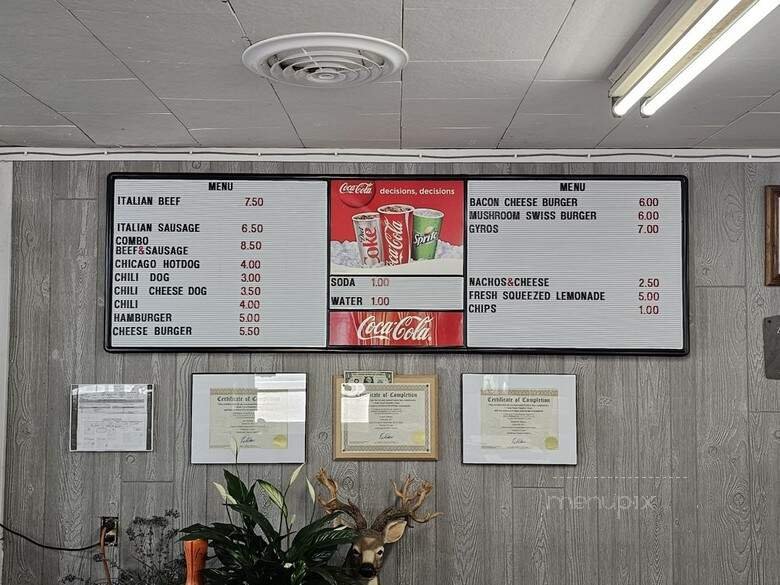 MENU
ITALIAN BEEF 7.50
ITALIAN SAUSAGE 6.50
COMBO
BEEF&SAUSAGE 8.50
CHICAGO HOTDOG 4.00
CHILI DOG 3.00
CHILI CHEESE DOG 3.50
CHILI 4.00
HAMBURGER 5.00
CHEESE BURGER 5.50
Coca-Cola decisions, decisions
Diet Coke Coca-Cola Sprite
SODA 1.00
WATER 1.00
Coca-Cola
MENU
BACON CHEESE BURGER 6.00
MUSHROOM SWISS BURGER 6.00
GYROS 7.00
NACHOS&CHEESE 2.50
FRESH SQUEEZED LEMONADE 5.00
CHIPS 1.00
Certificate of Completion
Certificate of Completion
Certificate of Completion
menupix